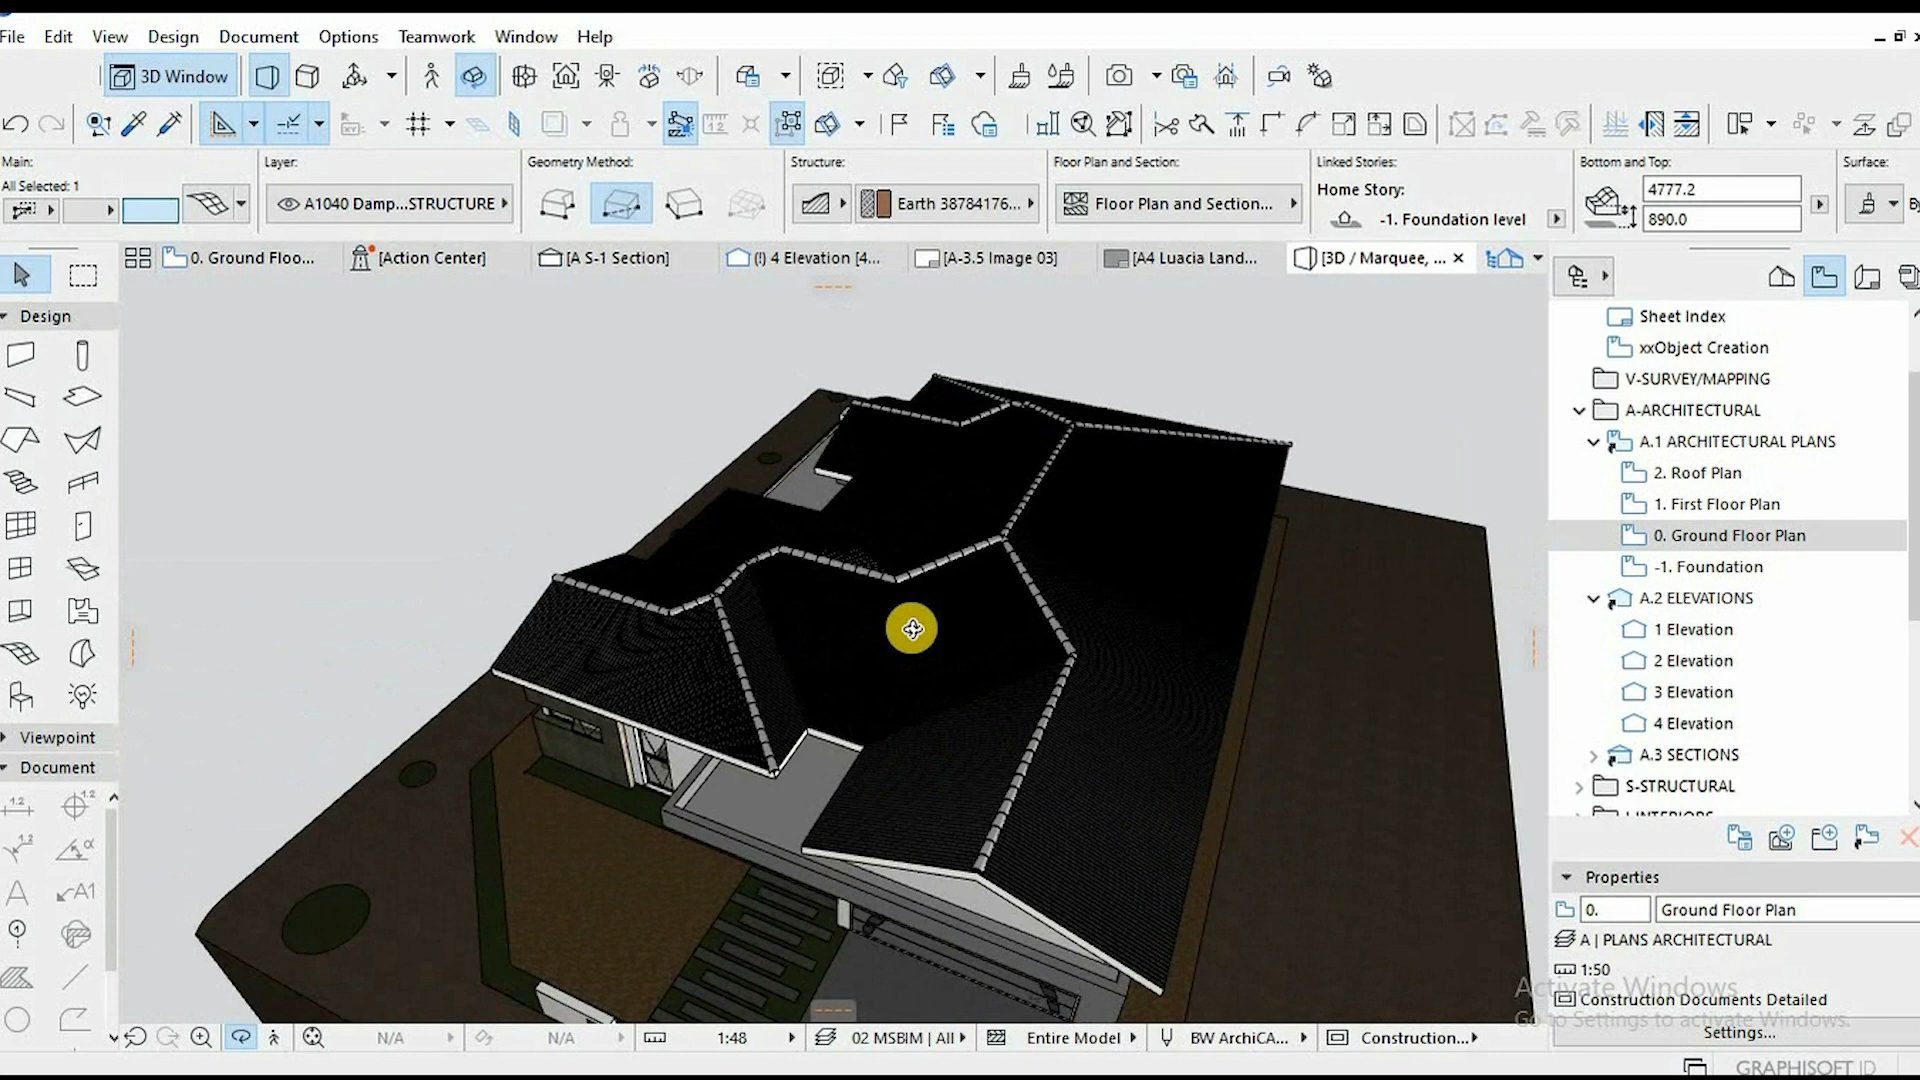 File Edit View Design Document Options Teamwork Window Help
3D Window
Main:
All Selected: 1
Layer:
A1040 Damp...STRUCTURE
Geometry Method:
Structure:
Earth 38784176...
Floor Plan and Section:
Floor Plan and Section...
Linked Stories:
Home Story:
-1. Foundation level
Bottom and Top:
4777.2
890.0
Surface:
0. Ground Floo...
[Action Center]
[A S-1 Section]
(!) 4 Elevation [4...
[A-3.5 Image 03]
[A4 Luacia Land...
[3D / Marquee, ...
Design
Viewpoint
Document
Sheet Index
xxObject Creation
V-SURVEY/MAPPING
A-ARCHITECTURAL
A.1 ARCHITECTURAL PLANS
2. Roof Plan
1. First Floor Plan
0. Ground Floor Plan
-1. Foundation
A.2 ELEVATIONS
1 Elevation
2 Elevation
3 Elevation
4 Elevation
A.3 SECTIONS
S-STRUCTURAL
Properties
0.
Ground Floor Plan
A | PLANS ARCHITECTURAL
1:50
Construction Documents Detailed
Activate Windows
Go to Settings to activate Windows.
Settings...
N/A
N/A
1:48
02 MSBIM | All
Entire Model
BW ArchiCA...
Construction...
GRAPHISOFT ID